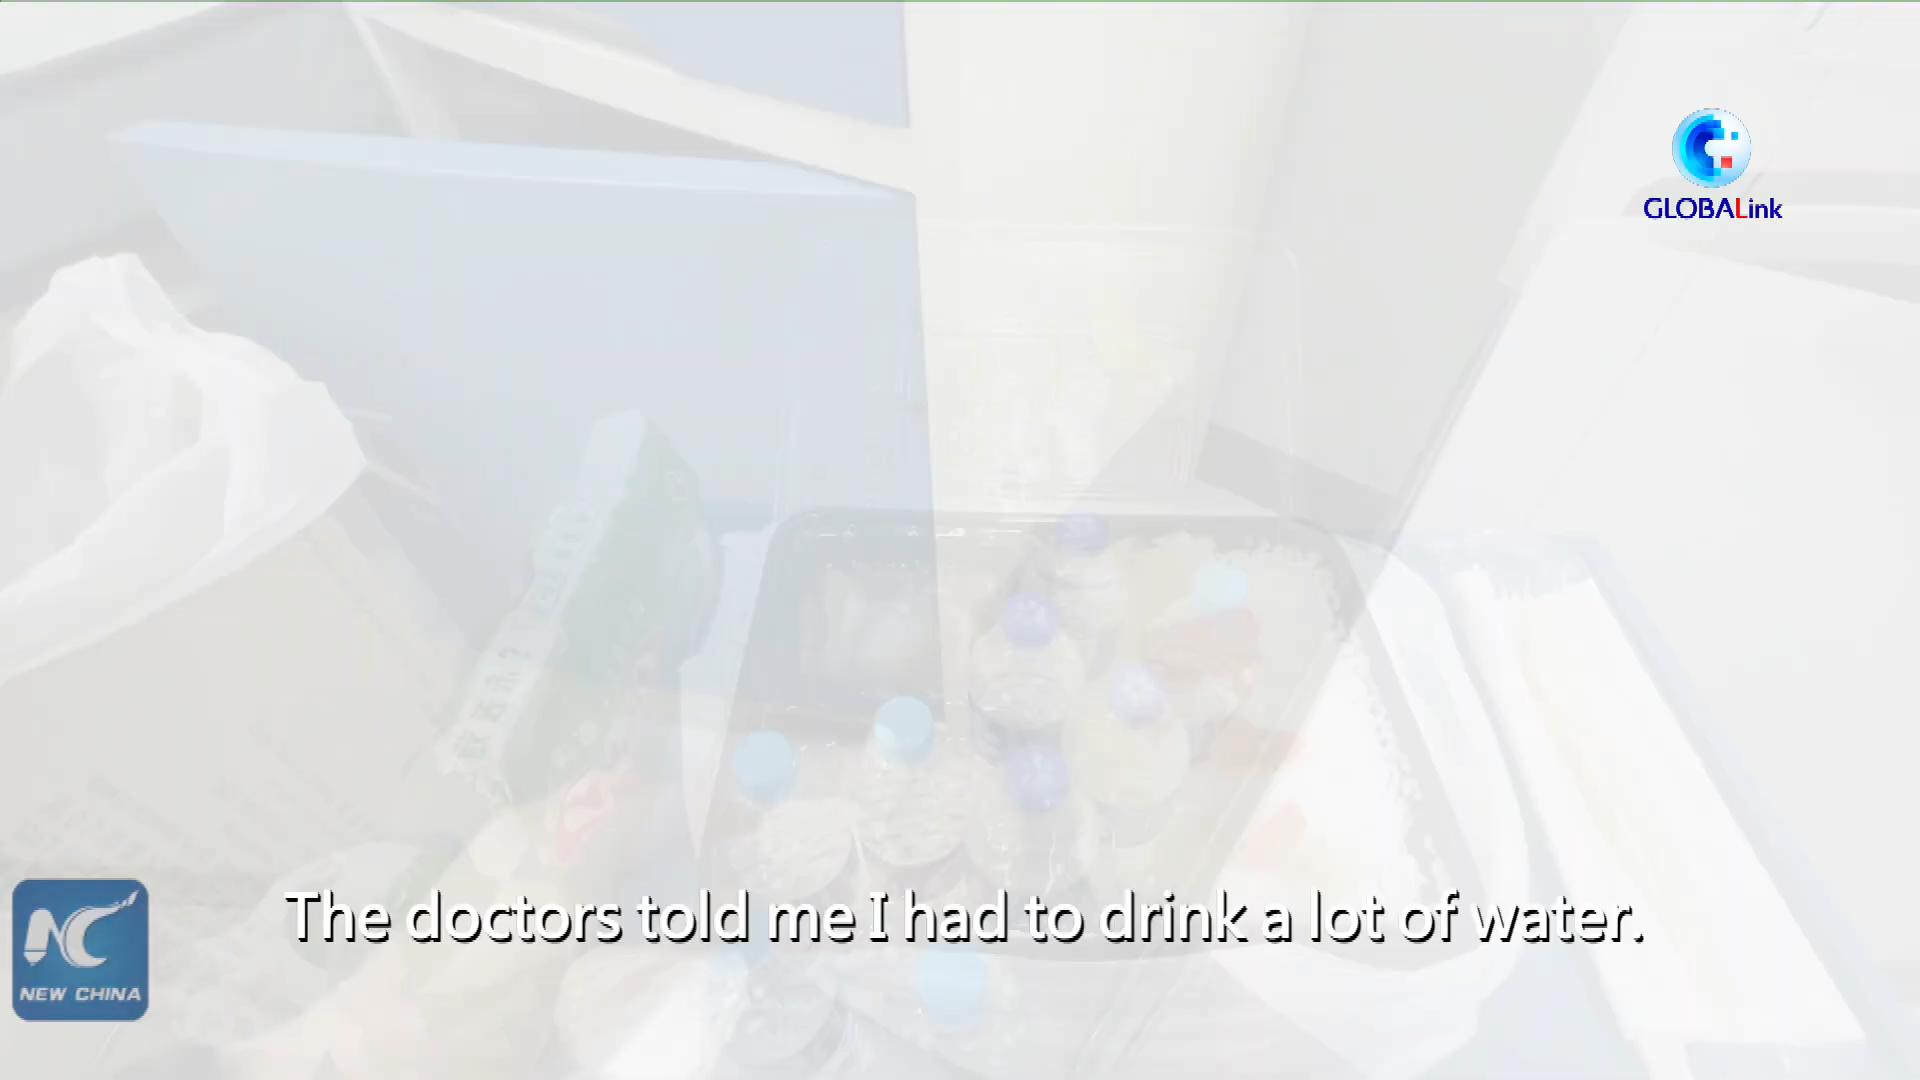 GLOBALink
The doctors told me I had to drink a lot of water.
NEW CHINA